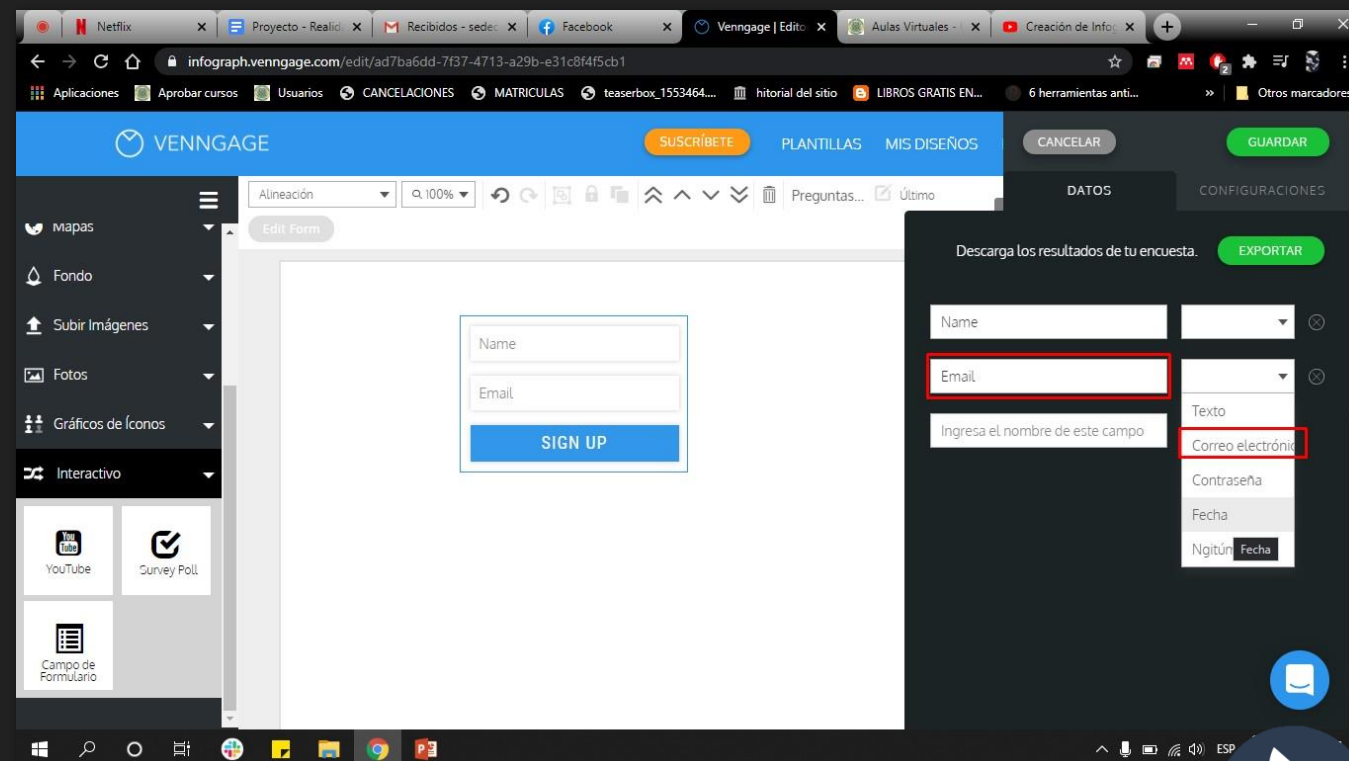 Netflix
Proyecto - Realid
Recibidos - sedec
Facebook
Venngage | Edito
Aulas Virtuales -
Creación de Infog
infograph.venngage.com/edit/ad7ba6dd-7f37-4713-a29b-e31c8f4f5cb1
2
Aplicaciones
Aprobar cursos
Usuarios
CANCELACIONES
MATRICULAS
teaserbox_1553464....
hitorial del sitio
LIBROS GRATIS EN...
6 herramientas anti...
»
Otros marcadores
VENNGAGE
SUSCRÍBETE
PLANTILLAS
MIS DISEÑOS
CANCELAR
GUARDAR
Alineación
100%
Preguntas...
Último
DATOS
CONFIGURACIONES
Edit Form
Mapas
Fondo
Subir Imágenes
Fotos
Gráficos de Íconos
Interactivo
You Tube
YouTube
Survey Poll
Campo de
Formulario
Name
Email
SIGN UP
Descarga los resultados de tu encuesta.
EXPORTAR
Name
Email
Ingresa el nombre de este campo
Texto
Correo electrónic
Contraseña
Fecha
Ngitún
Fecha
ESP